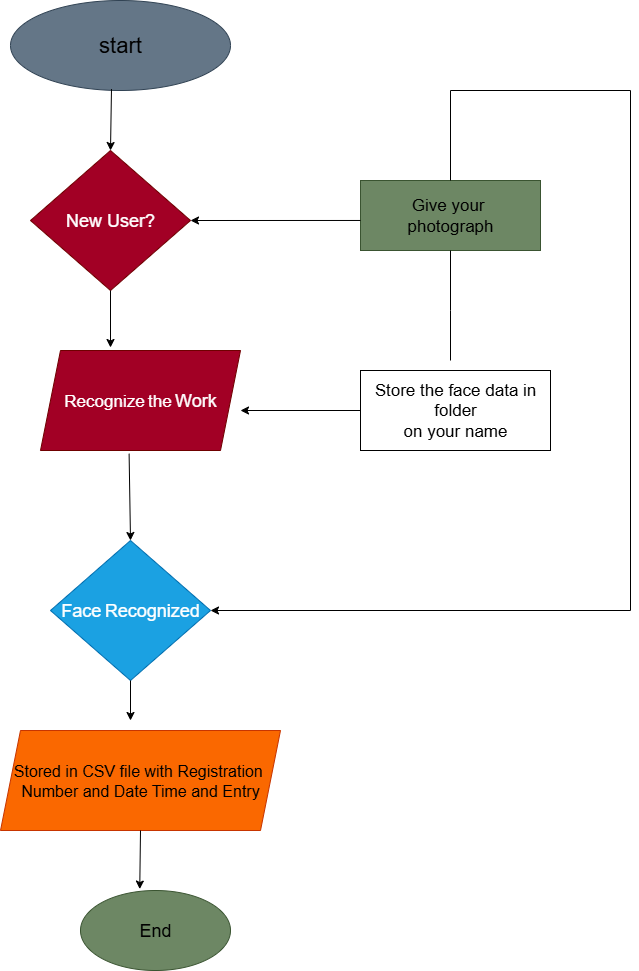 start
New User?
Give your
photograph
Recognize the Work
Store the face data in
folder
on your name
Face Recognized
Stored in CSV file with Registration
Number and Date Time and Entry
End